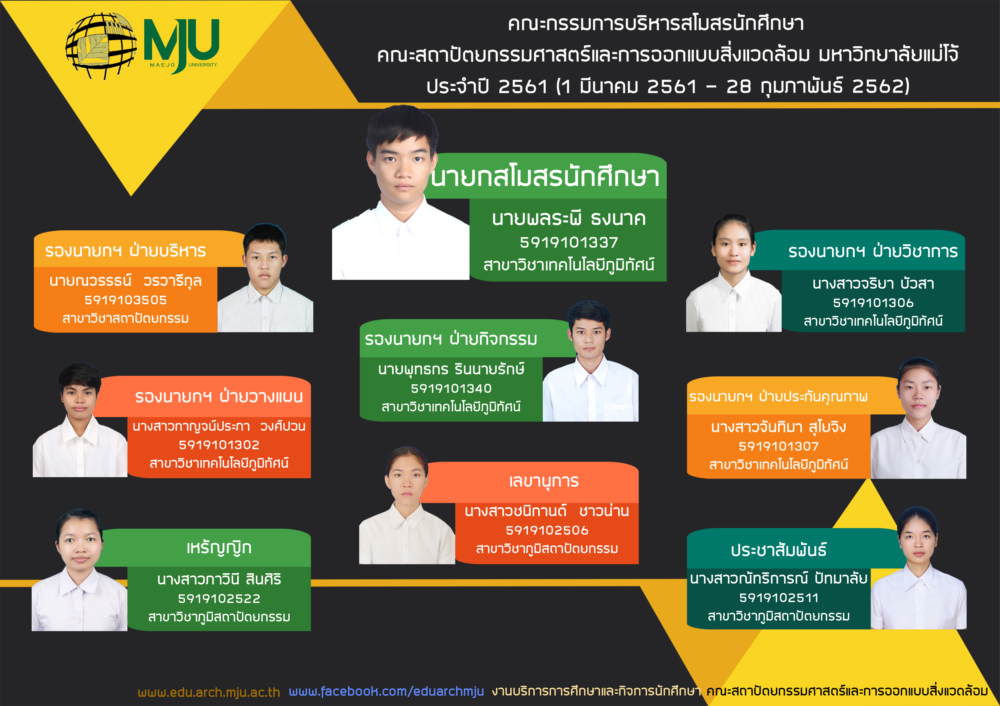 MJU
MAEJO UNIVERSITY
คณะกรรมการบริหารสโมสรนักศึกษา
คณะสถาปัตยกรรมศาสตร์และการออกแบบสิ่งแวดล้อม มหาวิทยาลัยแม่โจ้
ประจำปี 2561 (1 มีนาคม 2561 – 28 กุมภาพันธ์ 2562)
นายกสโมสรนักศึกษา
นายพลระพี ธงนาค
5919101337
สาขาวิชาเทคโนโลยีภูมิทัศน์
รองนายกฯ ฝ่ายบริหาร
นายณวรรธน์ วรวารีกุล
5919103505
สาขาวิชาสถาปัตยกรรม
รองนายกฯ ฝ่ายวิชาการ
นางสาวจริยา บัวสา
5919101306
สาขาวิชาเทคโนโลยีภูมิทัศน์
รองนายกฯ ฝ่ายกิจกรรม
นายพุทธกร รินนายรักษ์
5919101340
สาขาวิชาเทคโนโลยีภูมิทัศน์
รองนายกฯ ฝ่ายวางแผน
นางสาวกาญจน์ประภา วงศ์ปวน
5919101302
สาขาวิชาเทคโนโลยีภูมิทัศน์
รองนายกฯ ฝ่ายประกันคุณภาพ
นางสาวจันทิมา สุโยจิง
5919101307
สาขาวิชาเทคโนโลยีภูมิทัศน์
เลขานุการ
นางสาวชนิกานต์ ชาวน่าน
5919102506
สาขาวิชาภูมิสถาปัตยกรรม
เหรัญญิก
นางสาวภาวินี สินศิริ
5919102522
สาขาวิชาภูมิสถาปัตยกรรม
ประชาสัมพันธ์
นางสาวณัทริการณ์ ปัทมาลัย
5919102511
สาขาวิชาภูมิสถาปัตยกรรม
www.edu.arch.mju.ac.th www.facebook.com/eduarchmju งานบริการการศึกษาและกิจการนักศึกษา คณะสถาปัตยกรรมศาสตร์และการออกแบบสิ่งแวดล้อม